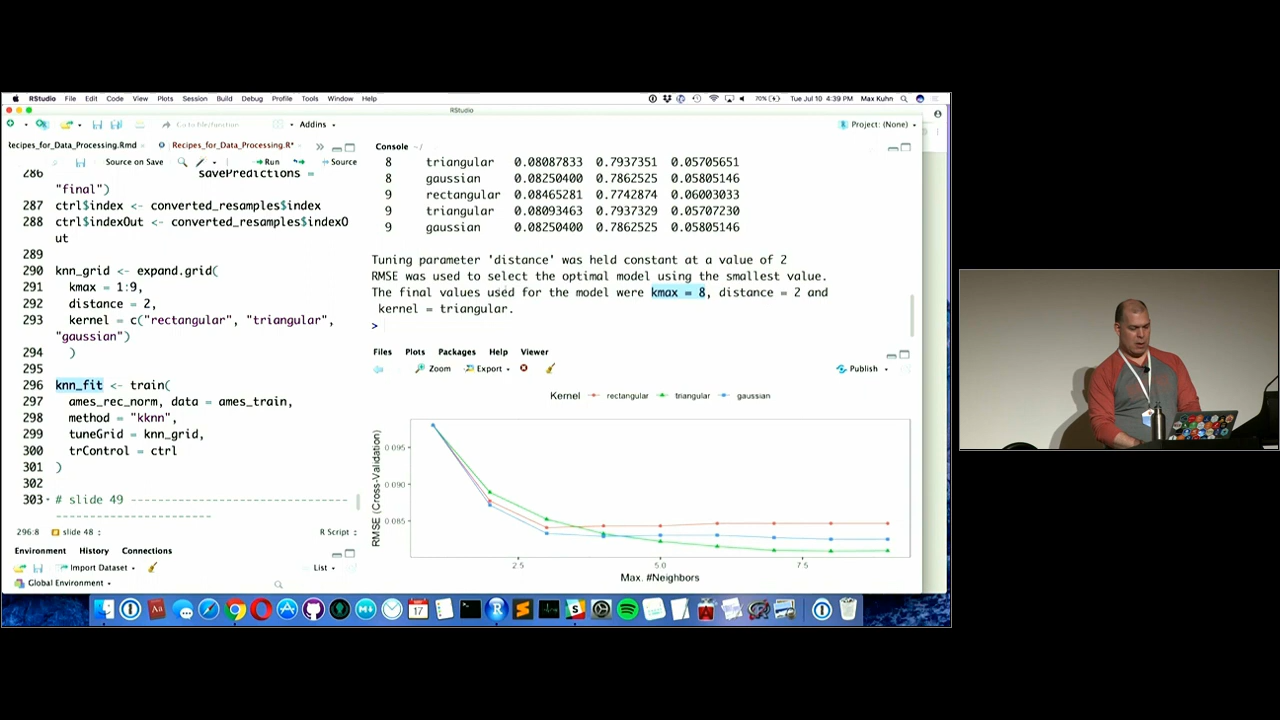 RStudio File Edit Code View Plots Session Build Debug Profile Tools Window Help
70% Tue Jul 10 4:39 PM Max Kuhn
RStudio
Go to file/function Addins Project: (None)
Recipes_for_Data_Processing.Rmd Recipes_for_Data_Processing.R*
Source on Save Run Source
286 savePredictions =
"final")
287 ctrl$index <- converted_resamples$index
288 ctrl$indexOut <- converted_resamples$indexO
ut
289
290 knn_grid <- expand.grid(
291 kmax = 1:9,
292 distance = 2,
293 kernel = c("rectangular", "triangular",
"gaussian")
294 )
295
296 knn_fit <- train(
297 ames_rec_norm, data = ames_train,
298 method = "kknn",
299 tuneGrid = knn_grid,
300 trControl = ctrl
301 )
302
303 # slide 49 --------------------------------
-----------------------
296:8 slide 48 R Script
Environment History Connections
Import Dataset List
Global Environment
Console ~/
8 triangular 0.08087833 0.7937351 0.05705651
8 gaussian 0.08250400 0.7862525 0.05805146
9 rectangular 0.08465281 0.7742874 0.06003033
9 triangular 0.08093463 0.7937329 0.05707230
9 gaussian 0.08250400 0.7862525 0.05805146
Tuning parameter 'distance' was held constant at a value of 2
RMSE was used to select the optimal model using the smallest value.
The final values used for the model were kmax = 8, distance = 2 and
kernel = triangular.
>
Files Plots Packages Help Viewer
Zoom Export Publish
Kernel rectangular triangular gaussian
RMSE (Cross-Validation)
0.095
0.090
0.085
2.5 5.0 7.5
Max. #Neighbors
17